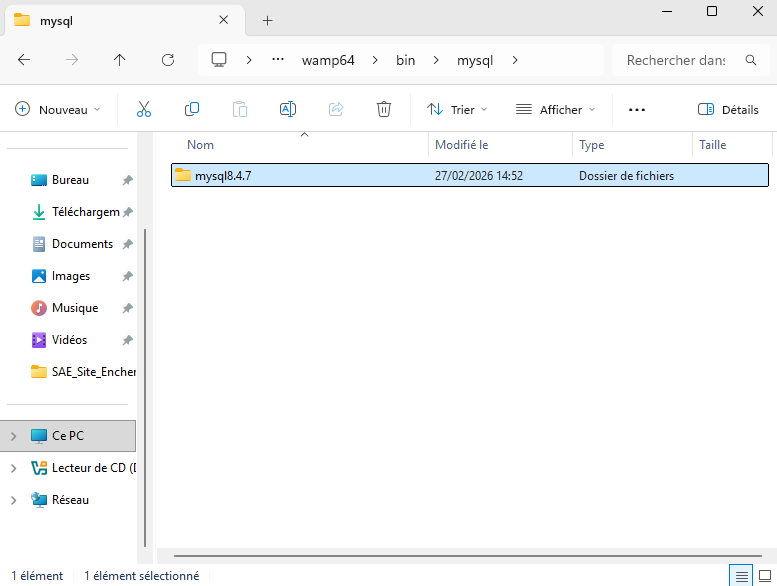 mysql
... wamp64 bin mysql Rechercher dans
Nouveau Trier Afficher ... Détails
Nom Modifié le Type Taille
mysql8.4.7 27/02/2026 14:52 Dossier de fichiers
Bureau
Téléchargem
Documents
Images
Musique
Vidéos
SAE_Site_Encher
Ce PC
Lecteur de CD (D
Réseau
1 élément 1 élément sélectionné